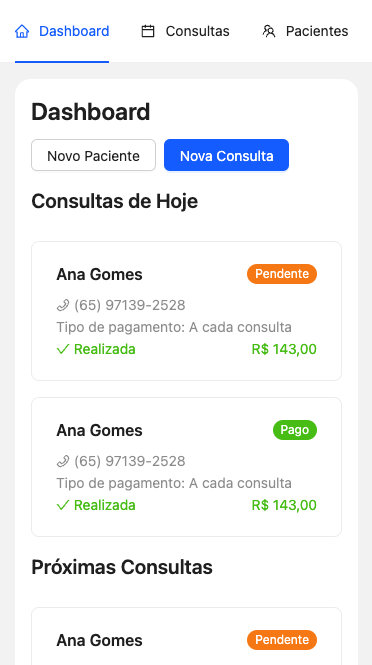 Dashboard Consultas Pacientes
Dashboard
Novo Paciente Nova Consulta
Consultas de Hoje
Ana Gomes Pendente
(65) 97139-2528
Tipo de pagamento: A cada consulta
Realizada R$ 143,00
Ana Gomes Pago
(65) 97139-2528
Tipo de pagamento: A cada consulta
Realizada R$ 143,00
Próximas Consultas
Ana Gomes Pendente